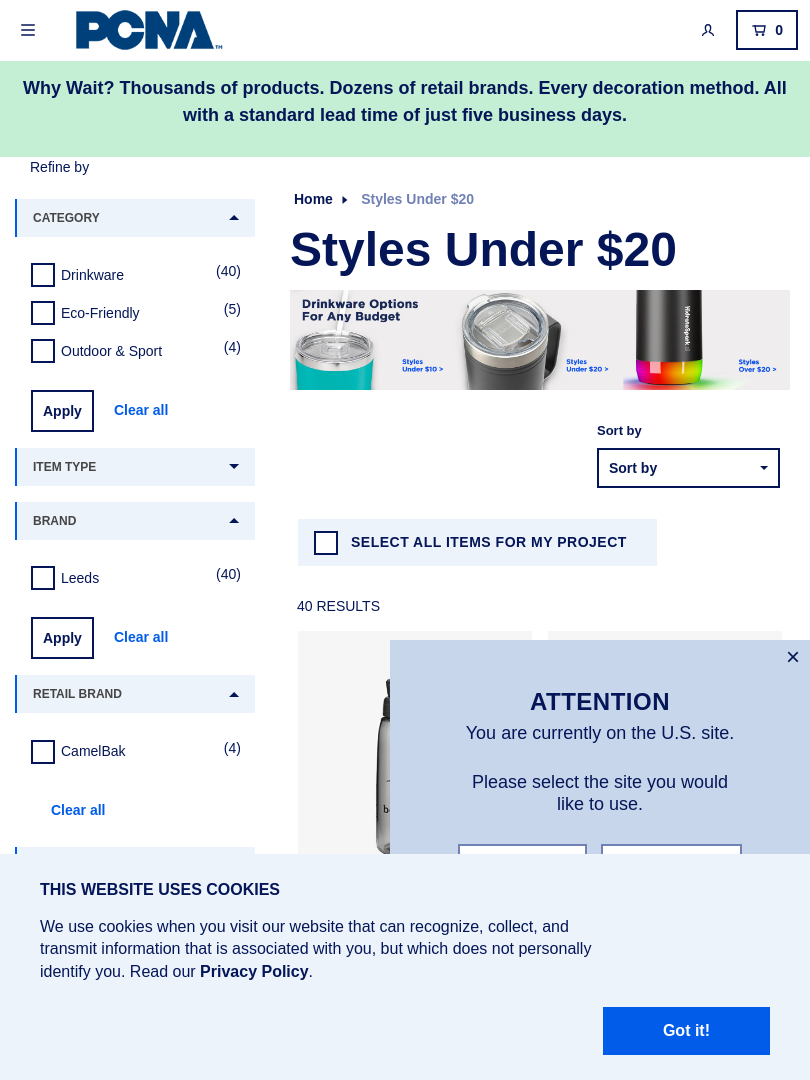 PCNA™
0
Why Wait? Thousands of products. Dozens of retail brands. Every decoration method. All
with a standard lead time of just five business days.
Refine by
CATEGORY
Drinkware (40)
Eco-Friendly (5)
Outdoor & Sport (4)
Apply Clear all
ITEM TYPE
BRAND
Leeds (40)
Apply Clear all
RETAIL BRAND
CamelBak (4)
Clear all
Home Styles Under $20
Styles Under $20
Drinkware Options
For Any Budget
Styles
Under $10 >
Styles
Under $20 >
HidrateSpark
Styles
Over $20 >
Sort by
Sort by
SELECT ALL ITEMS FOR MY PROJECT
40 RESULTS
×
ATTENTION
You are currently on the U.S. site.
Please select the site you would
like to use.
THIS WEBSITE USES COOKIES
We use cookies when you visit our website that can recognize, collect, and
transmit information that is associated with you, but which does not personally
identify you. Read our Privacy Policy.
Got it!